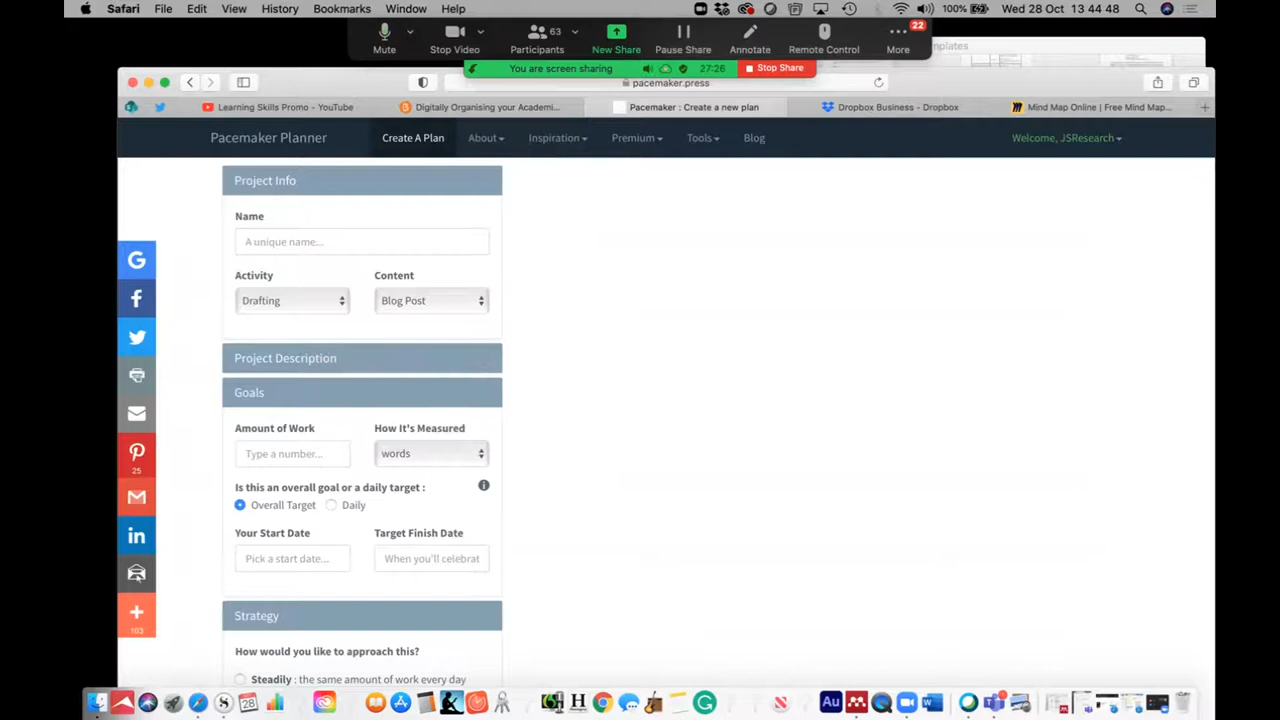 Safari File Edit View History Bookmarks Window Help 100% Wed 28 Oct 13 44 48
63 22
Mute Stop Video Participants New Share Pause Share Annotate Remote Control More
You are screen sharing 27:26 Stop Share
pacemaker.press
Learning Skills Promo - YouTube Digitally Organising your Academi... Pacemaker : Create a new plan Dropbox Business - Dropbox Mind Map Online | Free Mind Map...
Pacemaker Planner Create A Plan About Inspiration Premium Tools Blog Welcome, JSResearch
Project Info
Name
A unique name...
Activity Content
Drafting Blog Post
Project Description
Goals
Amount of Work How It's Measured
Type a number... words
Is this an overall goal or a daily target :
Overall Target Daily
Your Start Date Target Finish Date
Pick a start date... When you'll celebrat
Strategy
How would you like to approach this?
Steadily : the same amount of work every day
25
in
103
28
Au
W